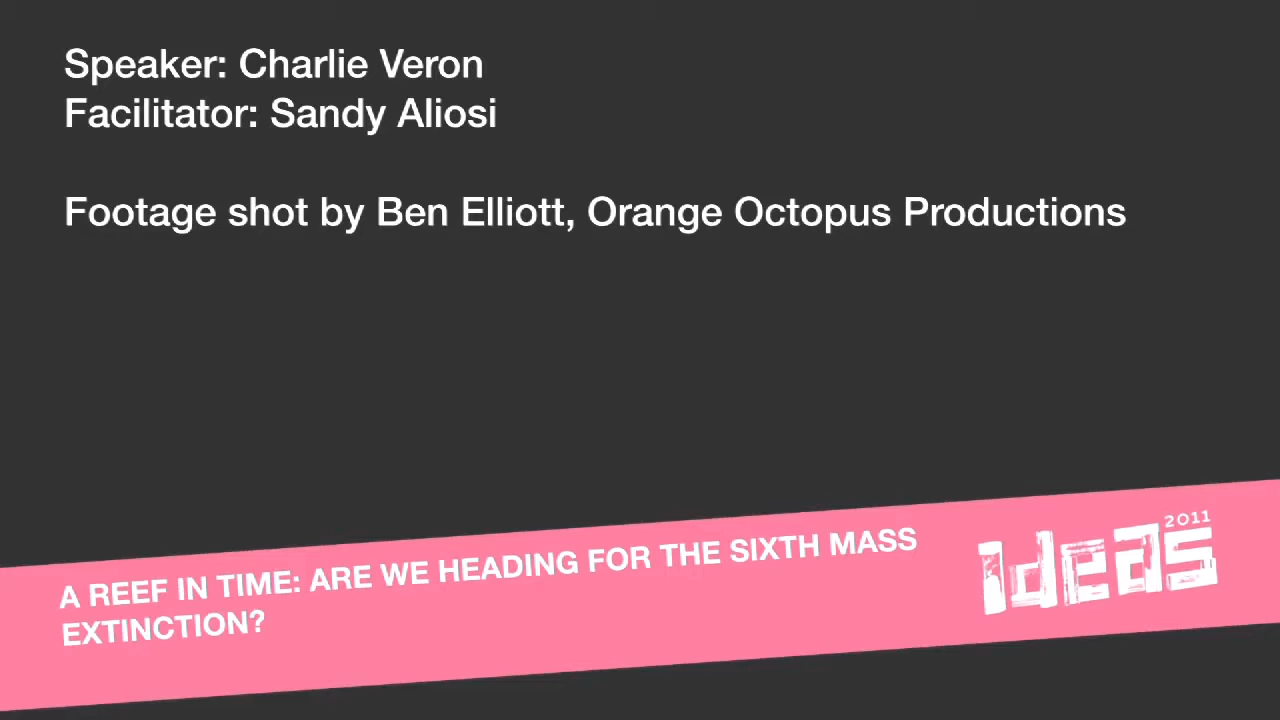 Speaker: Charlie Veron
Facilitator: Sandy Aliosi
Footage shot by Ben Elliott, Orange Octopus Productions
A REEF IN TIME: ARE WE HEADING FOR THE SIXTH MASS
EXTINCTION?
2011
ideas